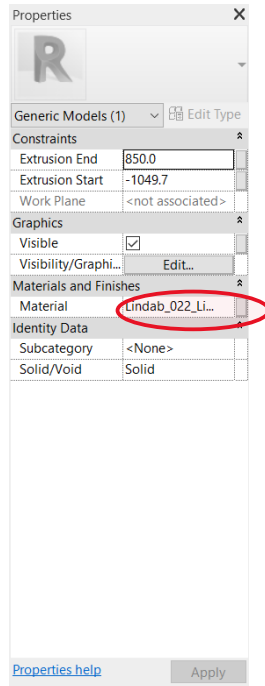 Properties
R
Generic Models (1) Edit Type
Constraints
Extrusion End 850.0
Extrusion Start -1049.7
Work Plane <not associated>
Graphics
Visible
Visibility/Graphi... Edit...
Materials and Finishes
Material Lindab_022_Li...
Identity Data
Subcategory <None>
Solid/Void Solid
Properties help Apply